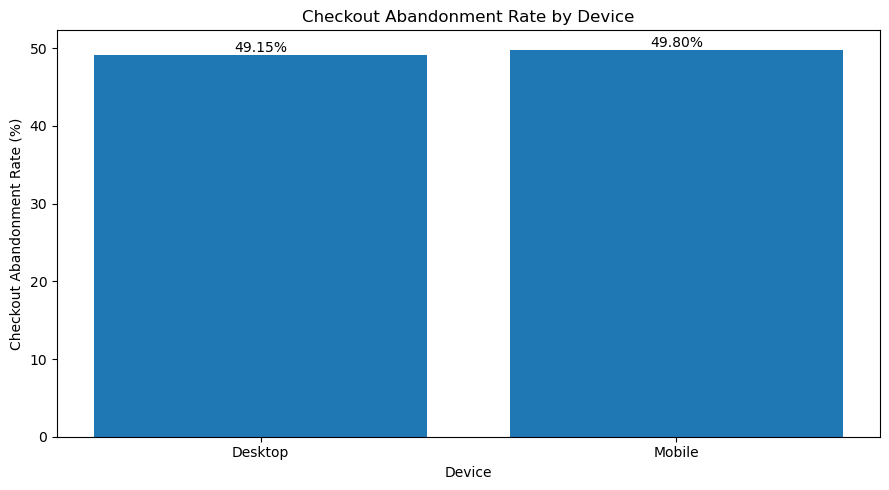 Checkout Abandonment Rate by Device
Checkout Abandonment Rate (%)
50
40
30
20
10
0
49.15%
49.80%
Desktop
Mobile
Device